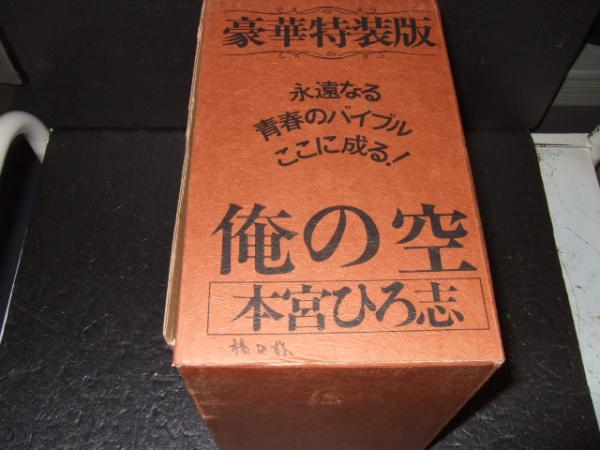 豪華特装版
永遠なる
青春のバイブル
ここに成る!
俺の空
本宮ひろ志